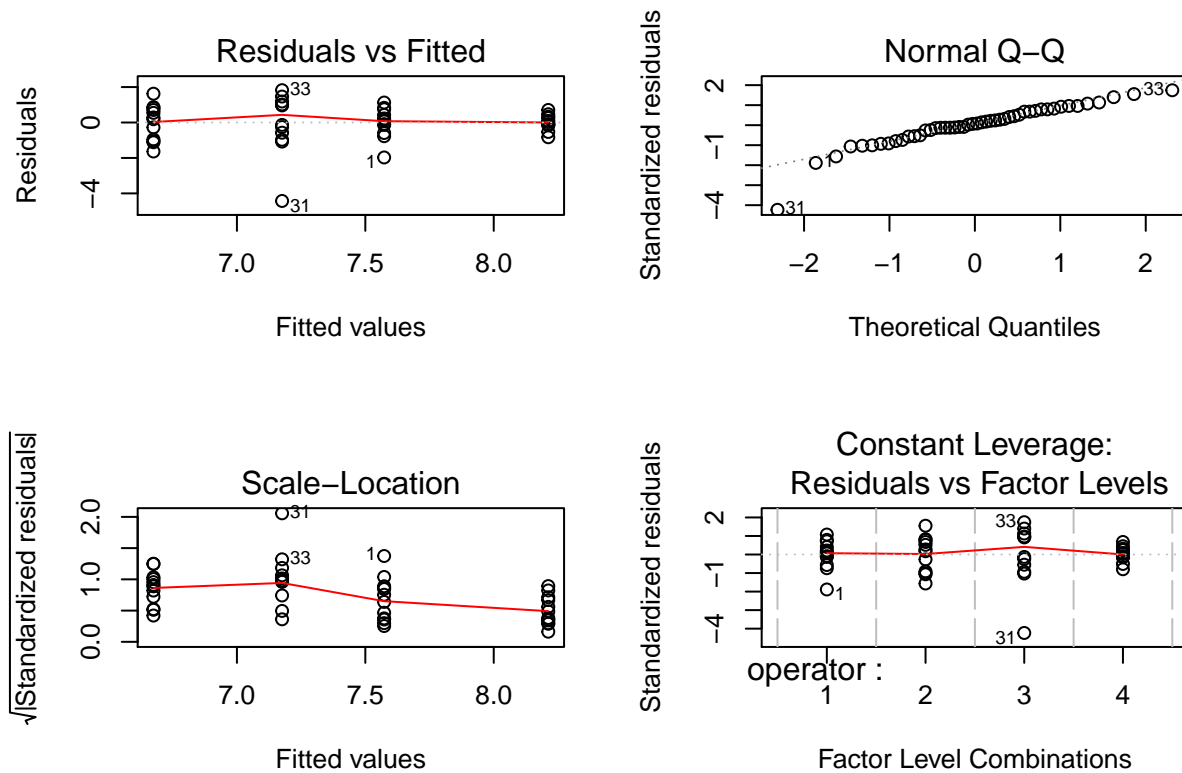 Residuals vs Fitted
Residuals
0
−4
33
1
31
7.0 7.5 8.0
Fitted values
Normal Q−Q
Standardized residuals
2
−1
−4
33
1
31
−2 −1 0 1 2
Theoretical Quantiles
Scale−Location
√|Standardized residuals|
2.0
1.0
0.0
31
33
1
7.0 7.5 8.0
Fitted values
Constant Leverage:
Residuals vs Factor Levels
Standardized residuals
2
−1
−4
33
1
31
operator :
1 2 3 4
Factor Level Combinations